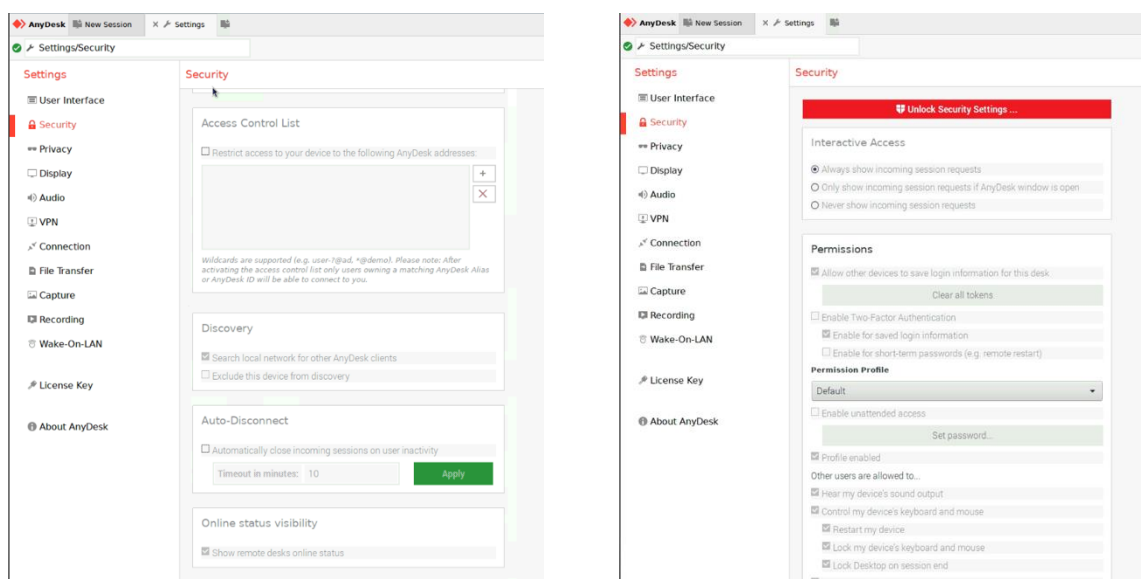 AnyDesk New Session Settings
Settings/Security
Settings
User Interface
Security
Privacy
Display
Audio
VPN
Connection
File Transfer
Capture
Recording
Wake-On-LAN
License Key
About AnyDesk
Security
Access Control List
Restrict access to your device to the following AnyDesk addresses:
Wildcards are supported (e.g. user-?@ad, *@demo). Please note: After
activating the access control list only users owning a matching AnyDesk Alias
or AnyDesk ID will be able to connect to you.
Discovery
Search local network for other AnyDesk clients
Exclude this device from discovery
Auto-Disconnect
Automatically close incoming sessions on user inactivity
Timeout in minutes: 10 Apply
Online status visibility
Show remote desks online status
AnyDesk New Session Settings
Settings/Security
Settings
User Interface
Security
Privacy
Display
Audio
VPN
Connection
File Transfer
Capture
Recording
Wake-On-LAN
License Key
About AnyDesk
Security
Unlock Security Settings ...
Interactive Access
Always show incoming session requests
Only show incoming session requests if AnyDesk window is open
Never show incoming session requests
Permissions
Allow other devices to save login information for this desk
Clear all tokens
Enable Two-Factor Authentication
Enable for saved login information
Enable for short-term passwords (e.g. remote restart)
Permission Profile
Default
Enable unattended access
Set password...
Profile enabled
Other users are allowed to...
Hear my device's sound output
Control my device's keyboard and mouse
Restart my device
Lock my device's keyboard and mouse
Lock Desktop on session end